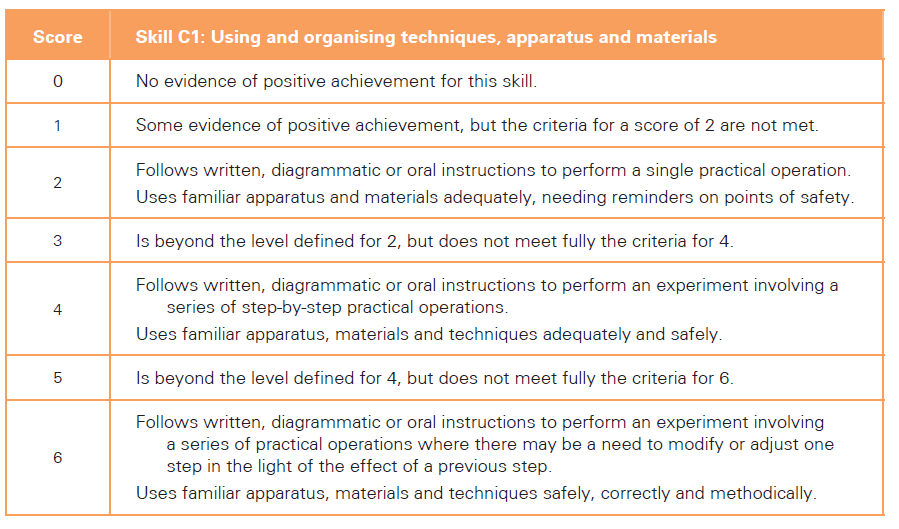 Score Skill C1: Using and organising techniques, apparatus and materials
0 No evidence of positive achievement for this skill.
1 Some evidence of positive achievement, but the criteria for a score of 2 are not met.
2 Follows written, diagrammatic or oral instructions to perform a single practical operation.
Uses familiar apparatus and materials adequately, needing reminders on points of safety.
3 Is beyond the level defined for 2, but does not meet fully the criteria for 4.
4 Follows written, diagrammatic or oral instructions to perform an experiment involving a
series of step-by-step practical operations.
Uses familiar apparatus, materials and techniques adequately and safely.
5 Is beyond the level defined for 4, but does not meet fully the criteria for 6.
6 Follows written, diagrammatic or oral instructions to perform an experiment involving
a series of practical operations where there may be a need to modify or adjust one
step in the light of the effect of a previous step.
Uses familiar apparatus, materials and techniques safely, correctly and methodically.